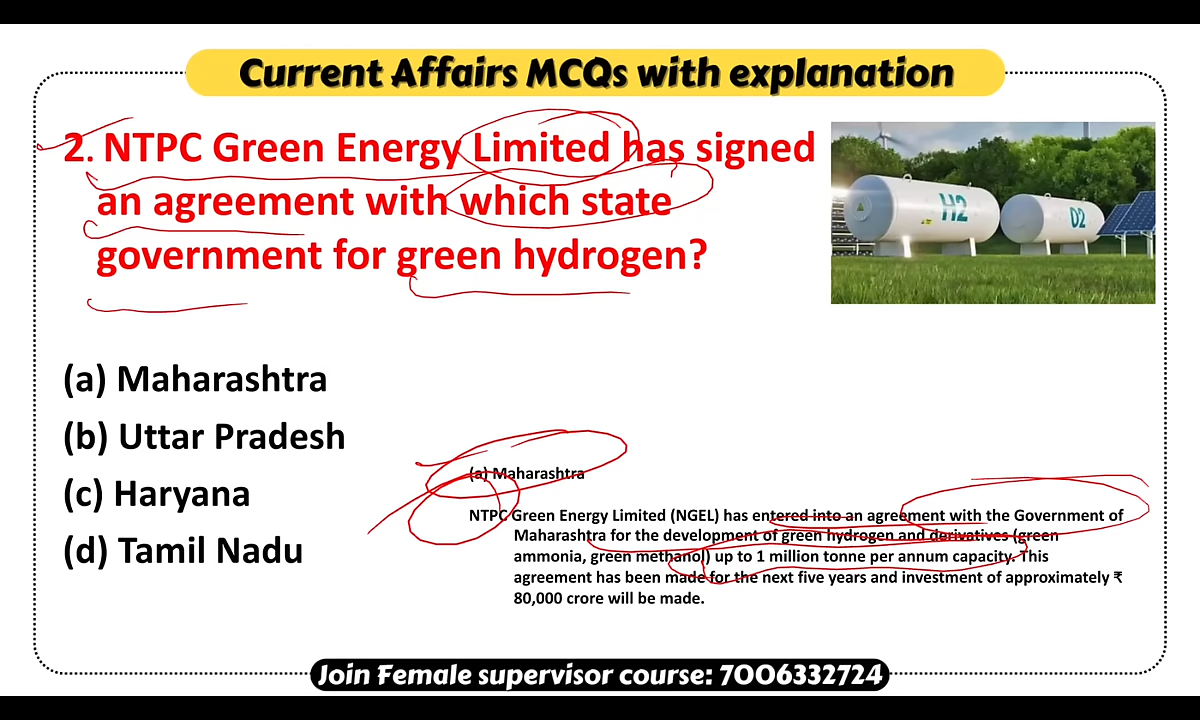 Current Affairs MCQs with explanation
2. NTPC Green Energy Limited has signed
an agreement with which state
government for green hydrogen?
H2
O2
(a) Maharashtra
(b) Uttar Pradesh
(c) Haryana
(d) Tamil Nadu
(a) Maharashtra
NTPC Green Energy Limited (NGEL) has entered into an agreement with the Government of
Maharashtra for the development of green hydrogen and derivatives (green
ammonia, green methanol) up to 1 million tonne per annum capacity. This
agreement has been made for the next five years and investment of approximately ₹
80,000 crore will be made.
Join Female supervisor course: 7006332724